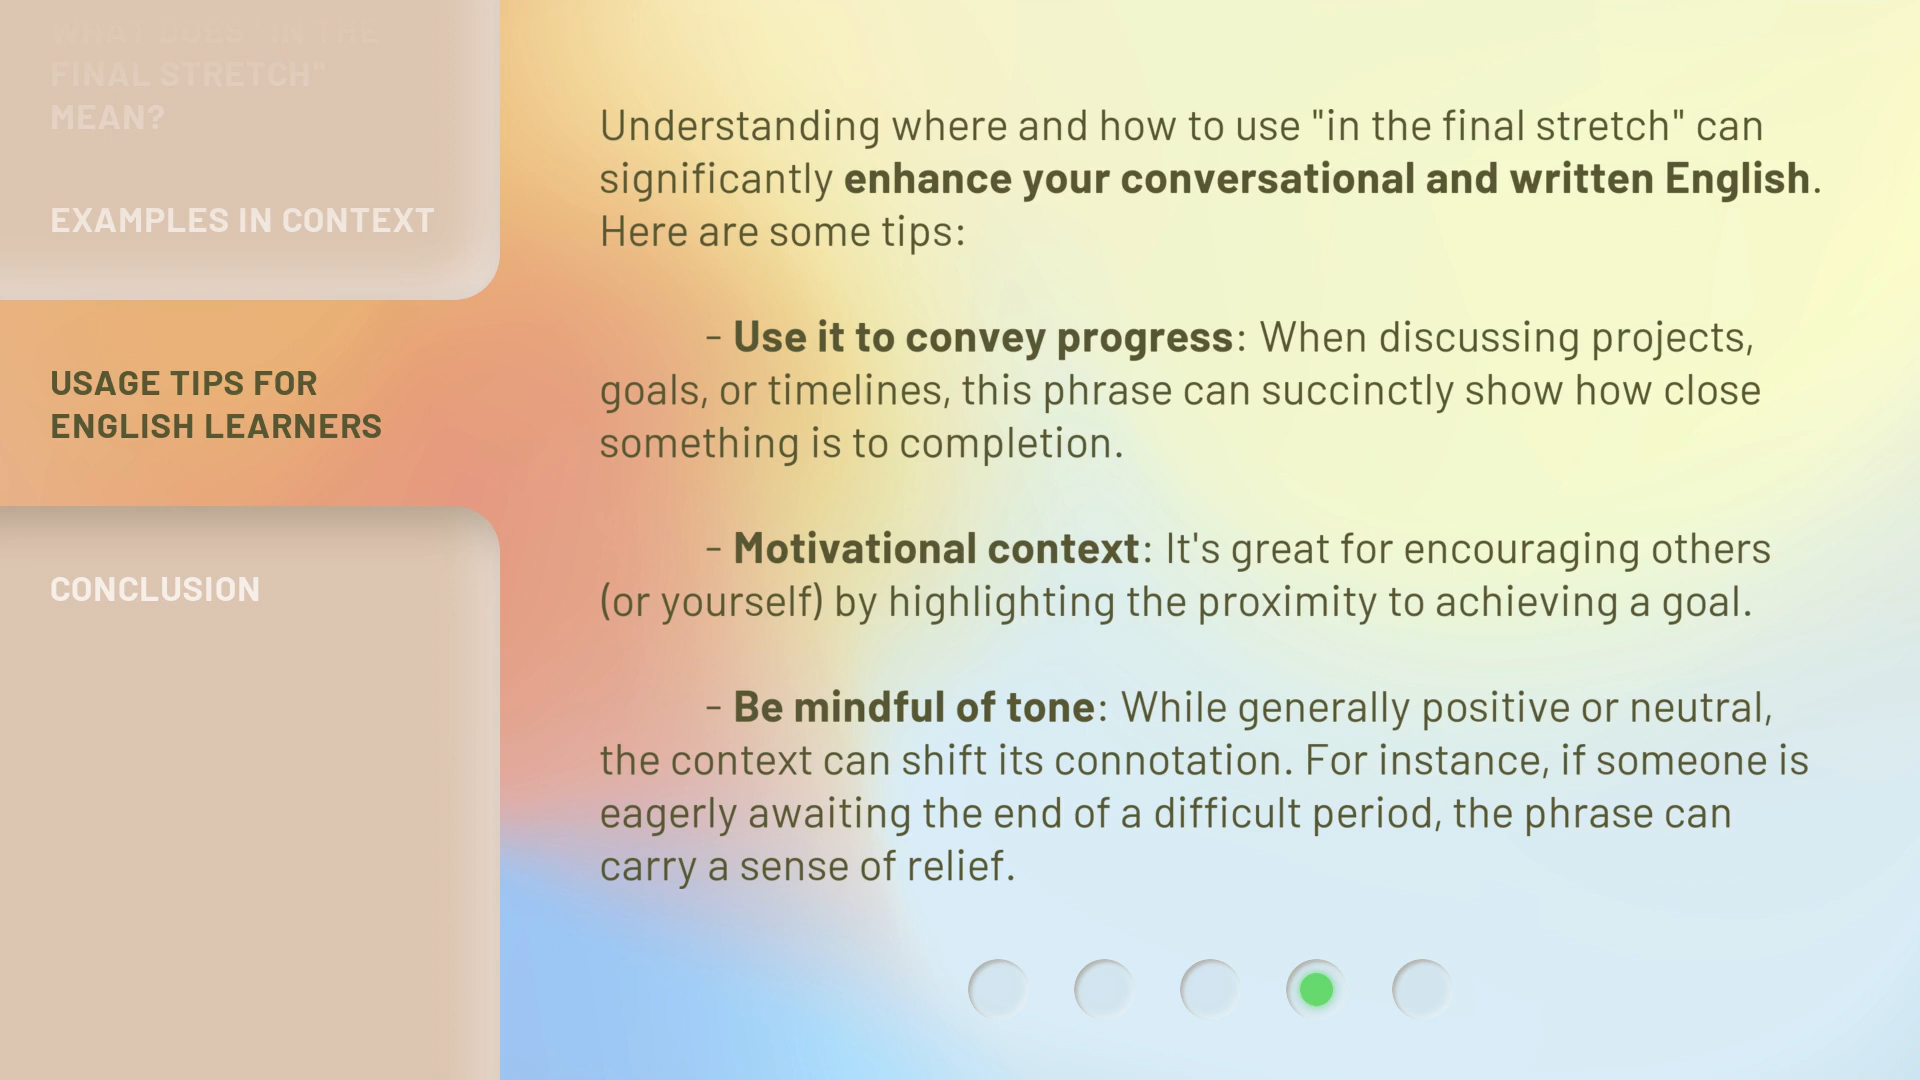 WHAT DOES "IN THE
FINAL STRETCH"
MEAN?
EXAMPLES IN CONTEXT
USAGE TIPS FOR
ENGLISH LEARNERS
CONCLUSION
Understanding where and how to use "in the final stretch" can
significantly enhance your conversational and written English.
Here are some tips:
- Use it to convey progress: When discussing projects,
goals, or timelines, this phrase can succinctly show how close
something is to completion.
- Motivational context: It's great for encouraging others
(or yourself) by highlighting the proximity to achieving a goal.
- Be mindful of tone: While generally positive or neutral,
the context can shift its connotation. For instance, if someone is
eagerly awaiting the end of a difficult period, the phrase can
carry a sense of relief.